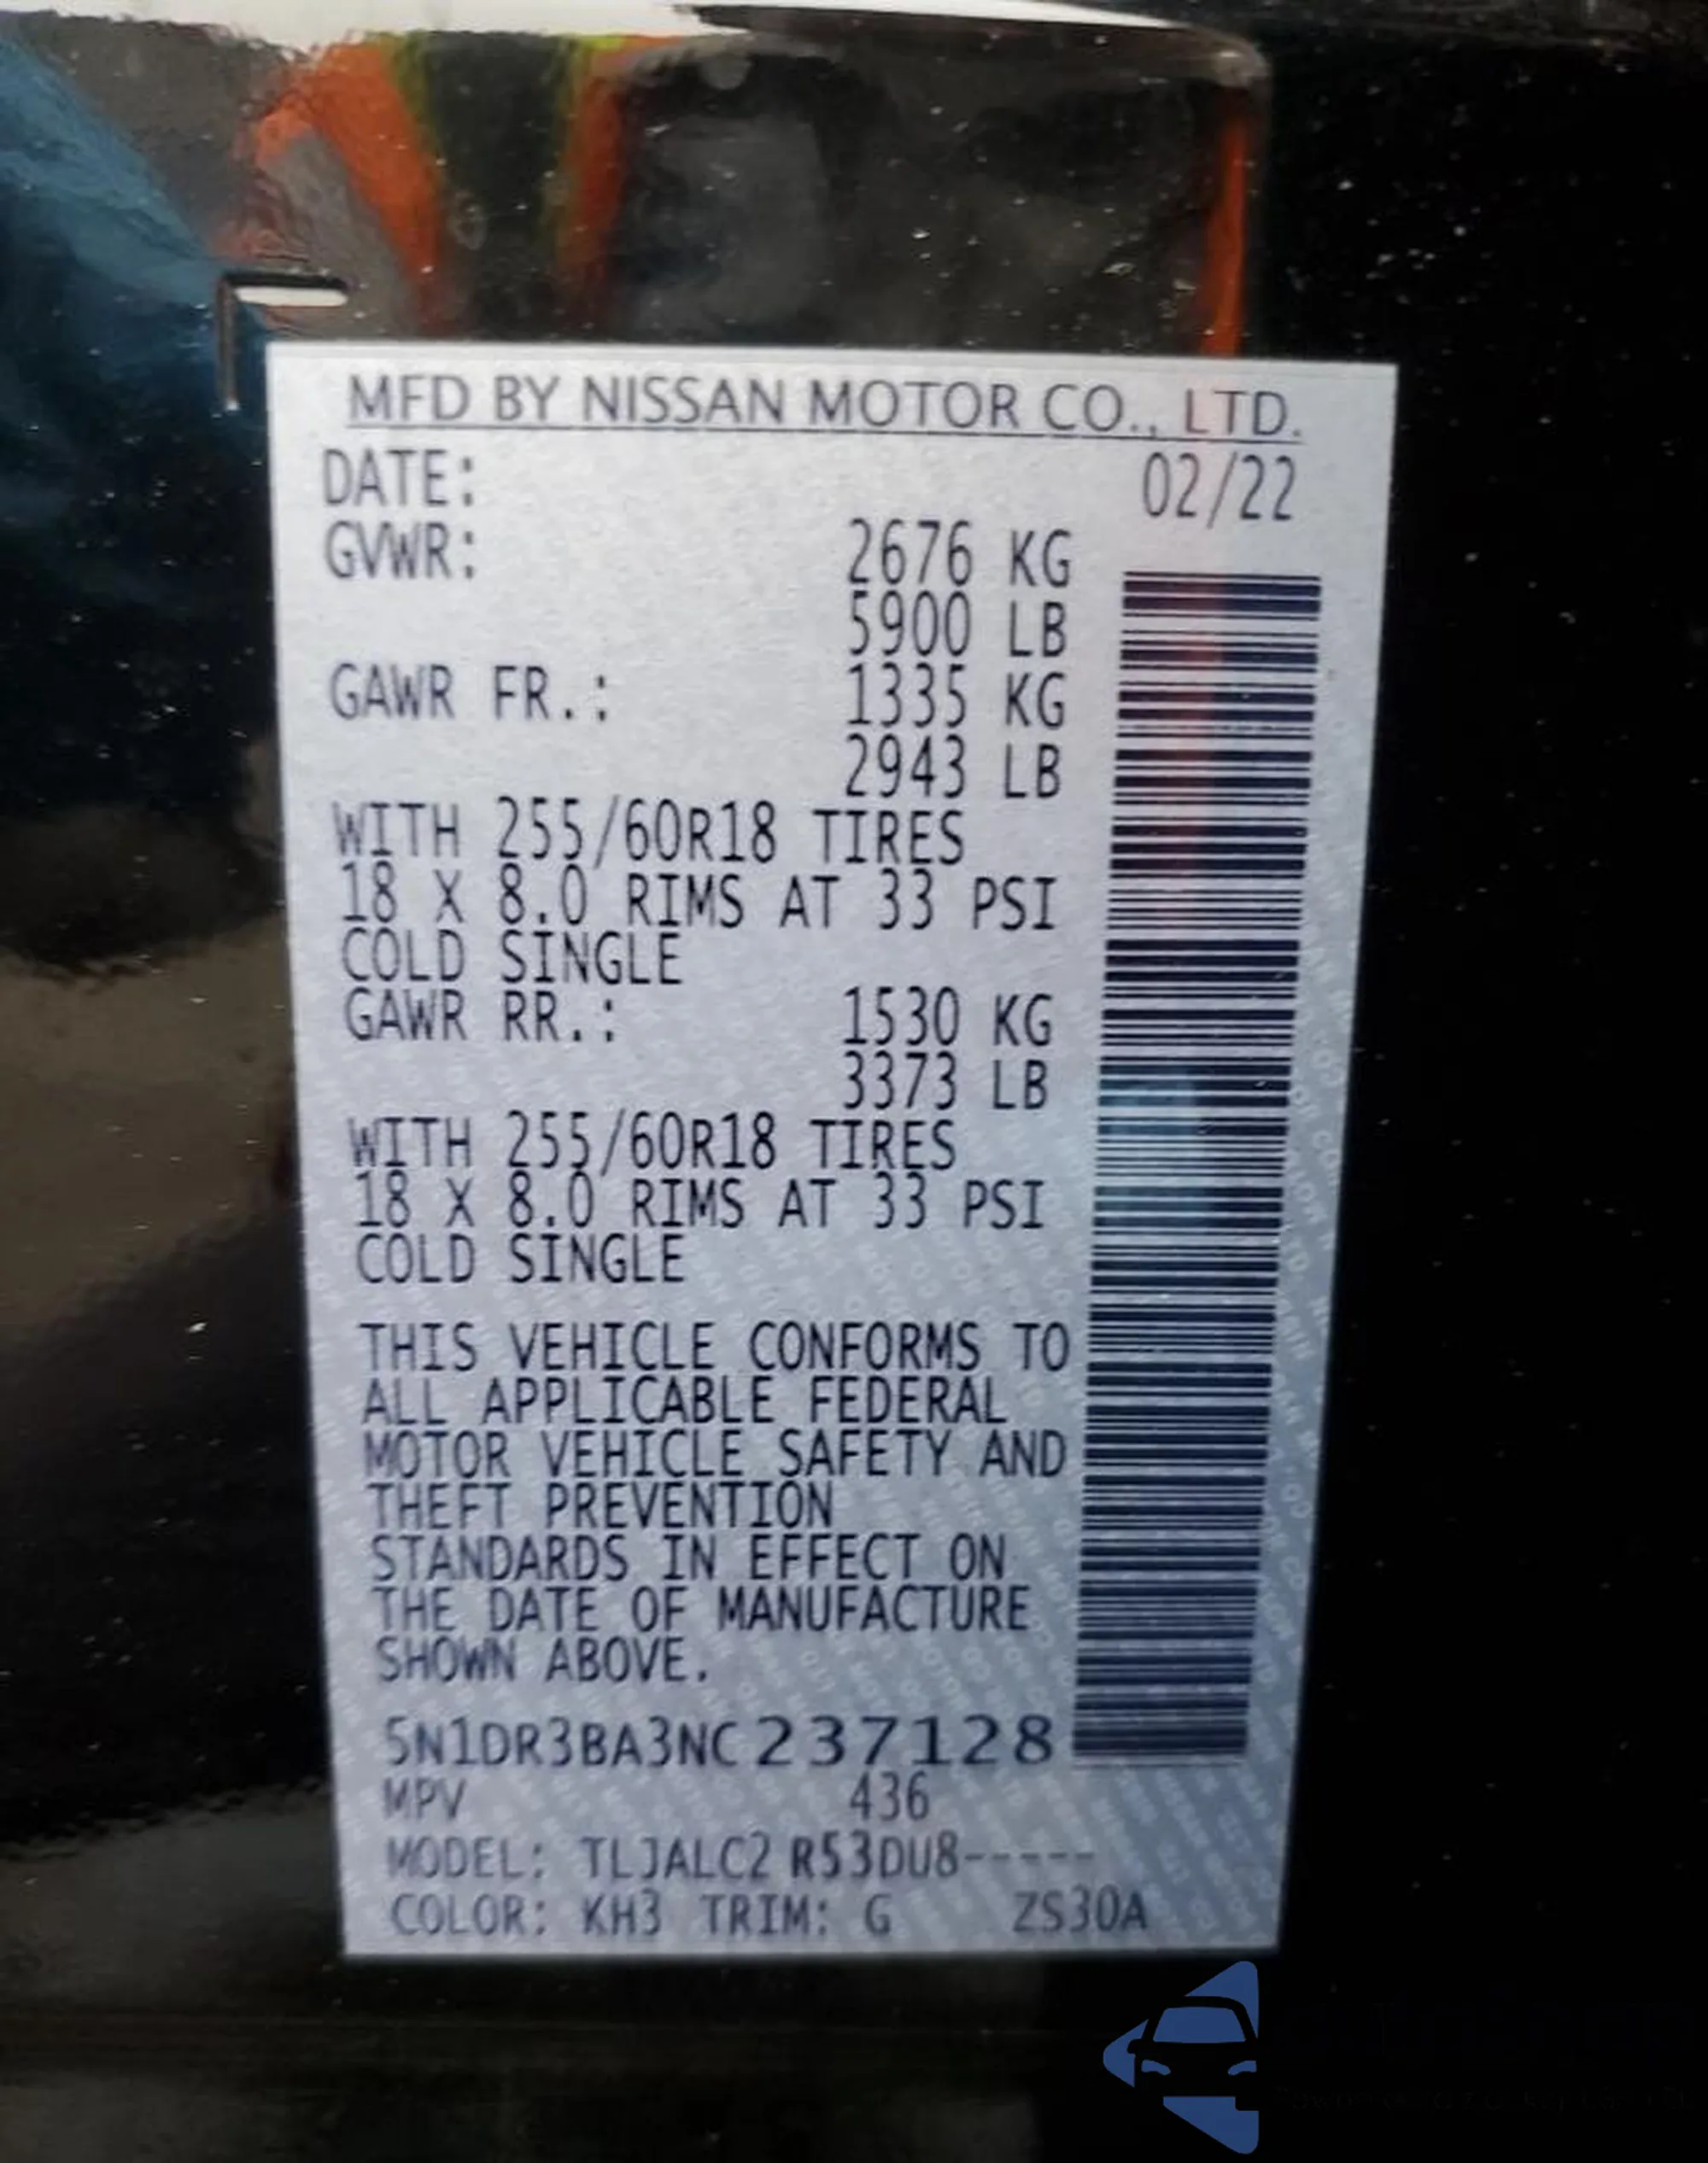 MFD BY NISSAN MOTOR CO., LTD.
DATE: 02/22
GVWR: 2676 KG
5900 LB
GAWR FR.: 1335 KG
2943 LB
WITH 255/60R18 TIRES
18 X 8.0 RIMS AT 33 PSI
COLD SINGLE
GAWR RR.: 1530 KG
3373 LB
WITH 255/60R18 TIRES
18 X 8.0 RIMS AT 33 PSI
COLD SINGLE
THIS VEHICLE CONFORMS TO
ALL APPLICABLE FEDERAL
MOTOR VEHICLE SAFETY AND
THEFT PREVENTION
STANDARDS IN EFFECT ON
THE DATE OF MANUFACTURE
SHOWN ABOVE.
5N1DR3BA3NC237128
MPV 436
MODEL: TLJALC2 R53DU8-----
COLOR: KH3 TRIM: G ZS30A